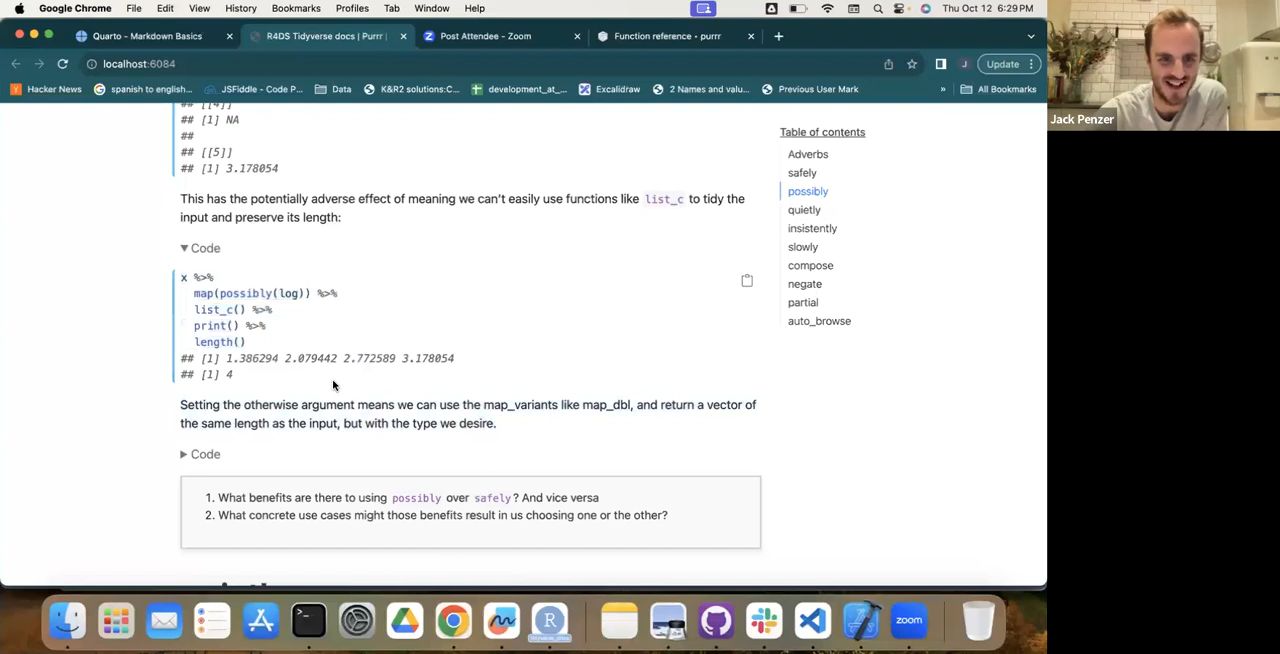 Google Chrome File Edit View History Bookmarks Profiles Tab Window Help Thu Oct 12 6:29 PM
Quarto - Markdown Basics R4DS Tidyverse docs | Purrr Post Attendee - Zoom Function reference • purrr
localhost:6084 J Update
Hacker News spanish to english... JSFiddle - Code P... Data K&R2 solutions:C... development_at_... Excalidraw 2 Names and valu... Previous User Mark » All Bookmarks
Jack Penzer
## [[4]]
## [1] NA
##
## [[5]]
## [1] 3.178054
This has the potentially adverse effect of meaning we can't easily use functions like list_c to tidy the
input and preserve its length:
Code
x %>%
map(possibly(log)) %>%
list_c() %>%
print() %>%
length()
## [1] 1.386294 2.079442 2.772589 3.178054
## [1] 4
Setting the otherwise argument means we can use the map_variants like map_dbl, and return a vector of
the same length as the input, but with the type we desire.
Code
1. What benefits are there to using possibly over safely? And vice versa
2. What concrete use cases might those benefits result in us choosing one or the other?
Table of contents
Adverbs
safely
possibly
quietly
insistently
slowly
compose
negate
partial
auto_browse
R
zoom